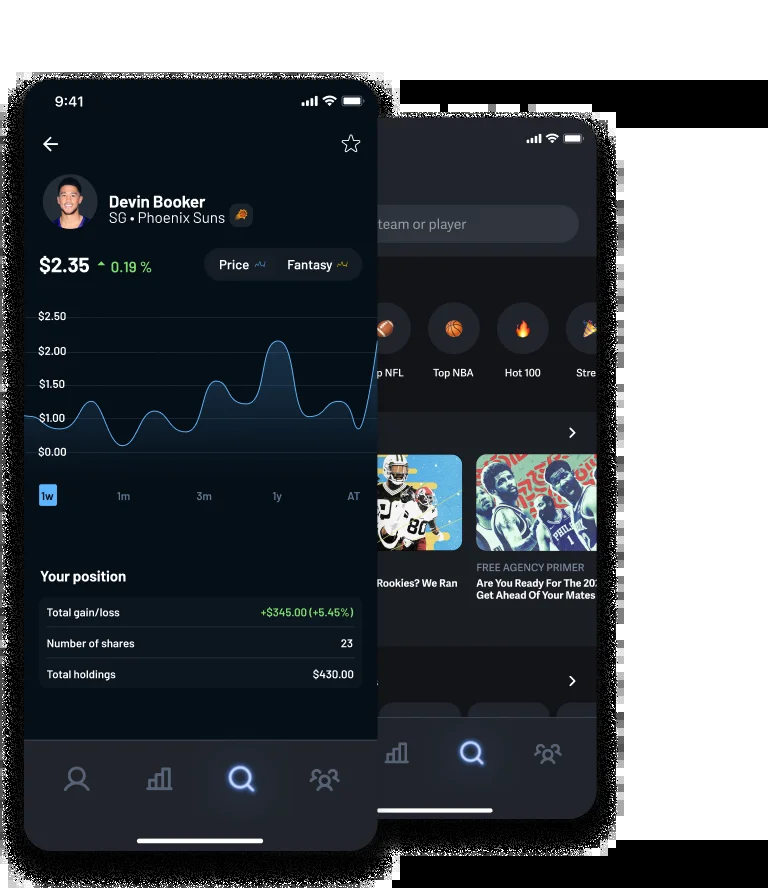 9:41
Devin Booker
SG • Phoenix Suns
$2.35 0.19 %
Price Fantasy
$2.50
$2.00
$1.50
$1.00
$0.00
1w 1m 3m 1y AT
Your position
Total gain/loss +$345.00 (+5.45%)
Number of shares 23
Total holdings $430.00
team or player
NFL Top NBA Hot 100
80
PHIL
1
Rookies? We Ran
FREE AGENCY PRIMER
Are You Ready For The
Get Ahead Of Your Mates